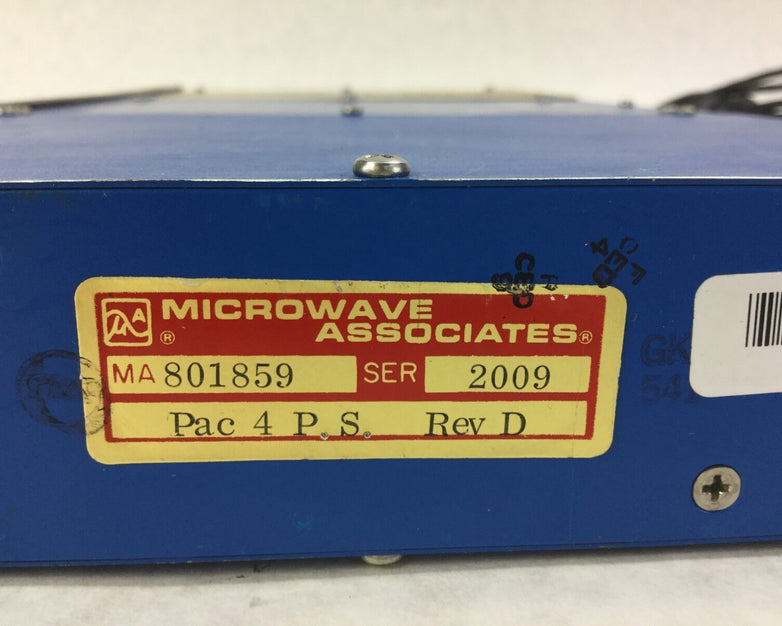 MICROWAVE
ASSOCIATES®
®
MA 801859 SER 2009
Pac 4 P.S. Rev D